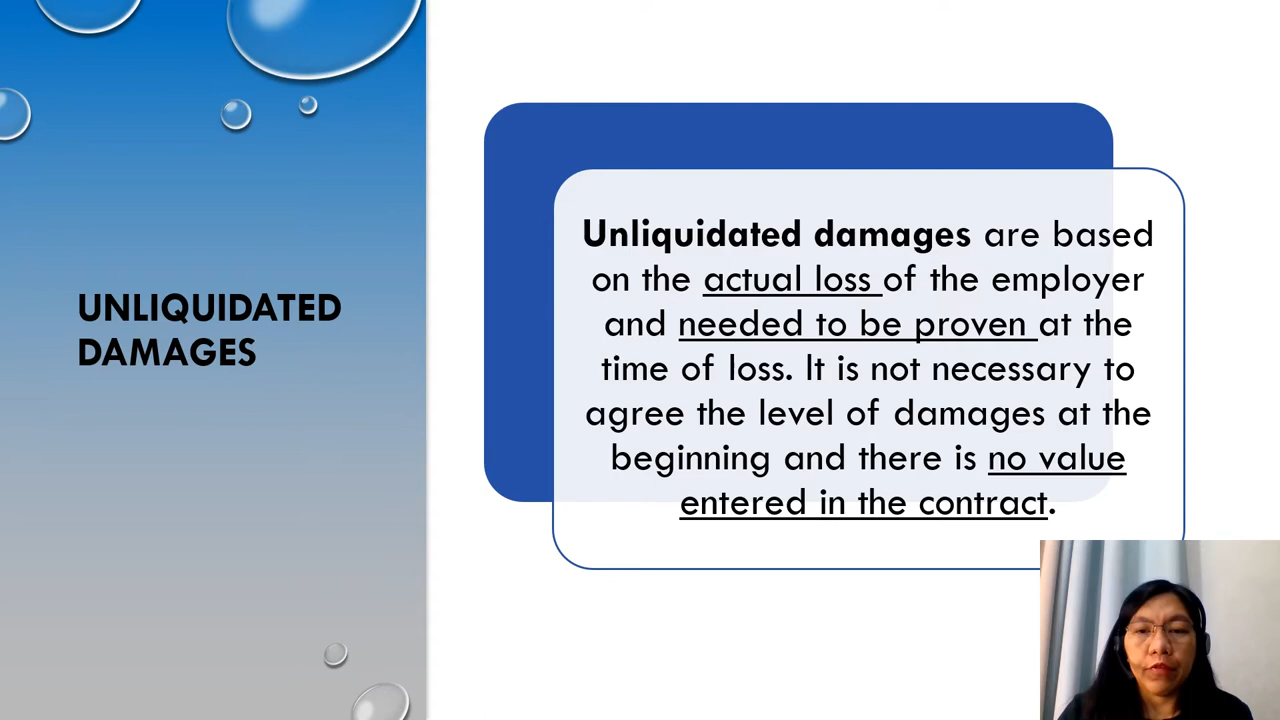 UNLIQUIDATED
DAMAGES
Unliquidated damages are based
on the actual loss of the employer
and needed to be proven at the
time of loss. It is not necessary to
agree the level of damages at the
beginning and there is no value
entered in the contract.